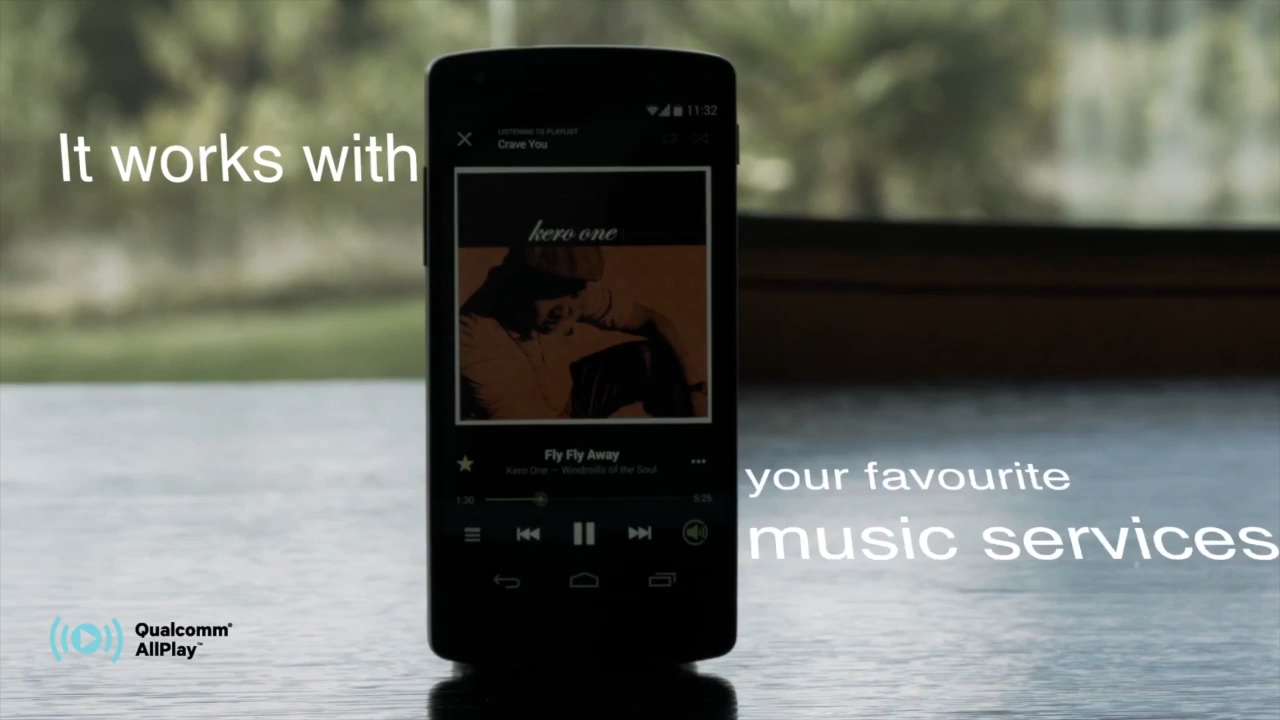 It works with
11:32
LISTENING TO PLAYLIST
Crave You
kero one
Fly Fly Away
Kero One — Windmills of the Soul
1:30
5:25
your favourite
music services
Qualcomm®
AllPlay™